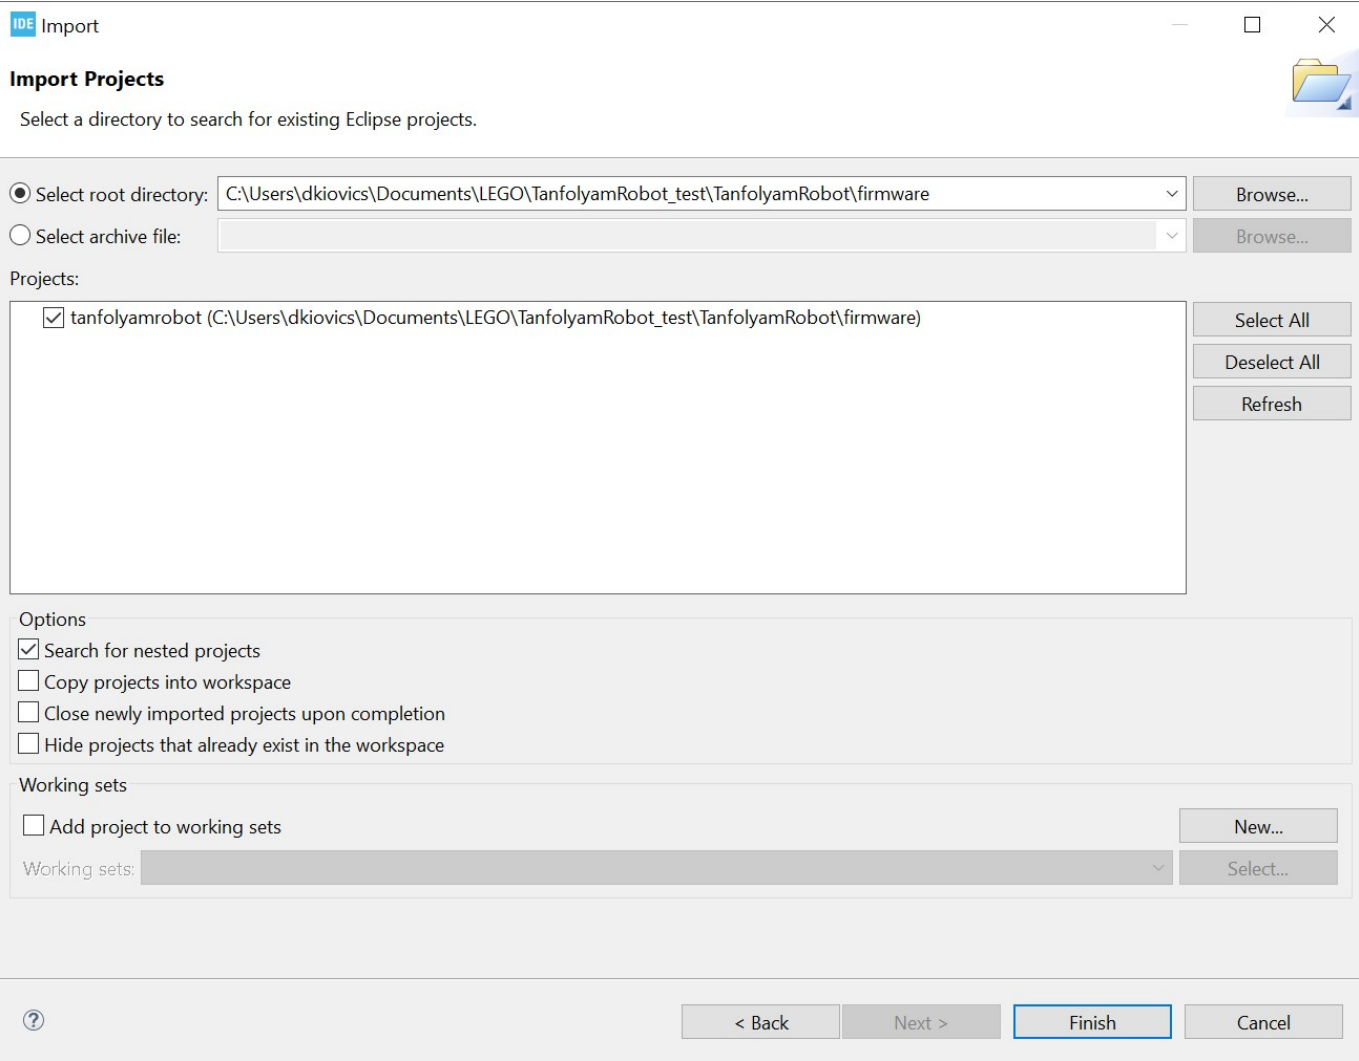 IDE Import
Import Projects
Select a directory to search for existing Eclipse projects.
Select root directory: C:\Users\dkiovics\Documents\LEGO\TanfolyamRobot_test\TanfolyamRobot\firmware Browse...
Select archive file: Browse...
Projects:
tanfolyamrobot (C:\Users\dkiovics\Documents\LEGO\TanfolyamRobot_test\TanfolyamRobot\firmware)
Select All
Deselect All
Refresh
Options
Search for nested projects
Copy projects into workspace
Close newly imported projects upon completion
Hide projects that already exist in the workspace
Working sets
Add project to working sets New...
Working sets: Select...
? < Back Next > Finish Cancel